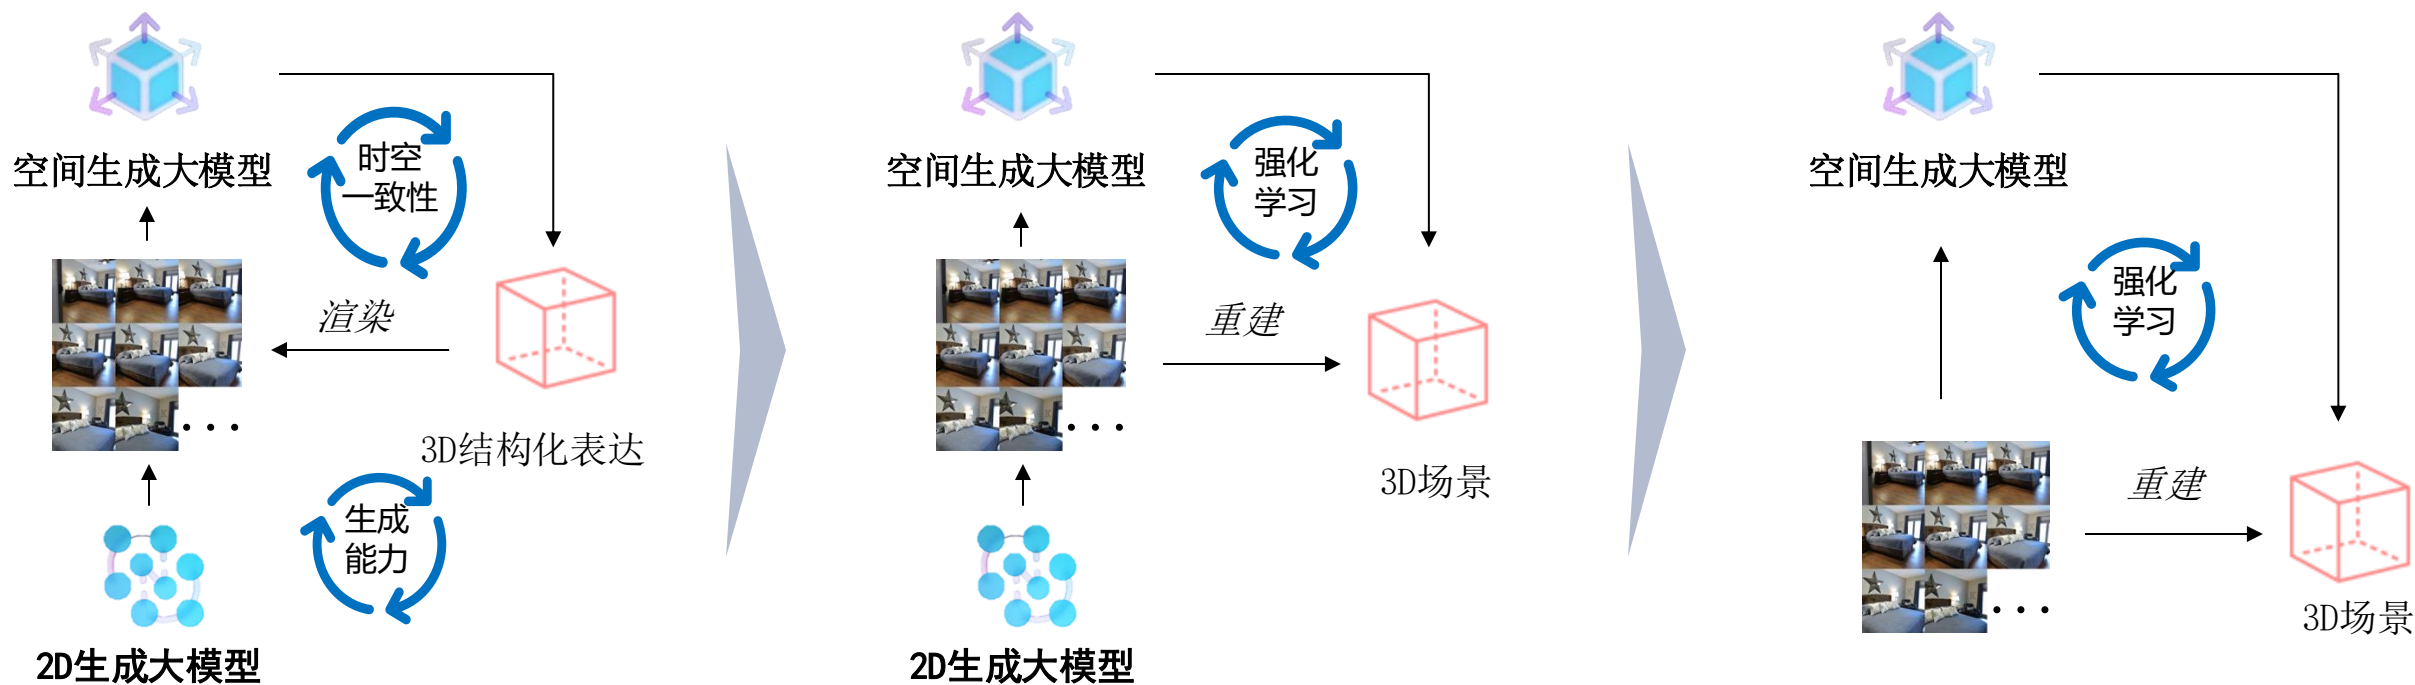 空间生成大模型
时空
一致性
渲染
3D结构化表达
生成
能力
2D生成大模型
空间生成大模型
强化
学习
重建
3D场景
2D生成大模型
空间生成大模型
强化
学习
重建
3D场景